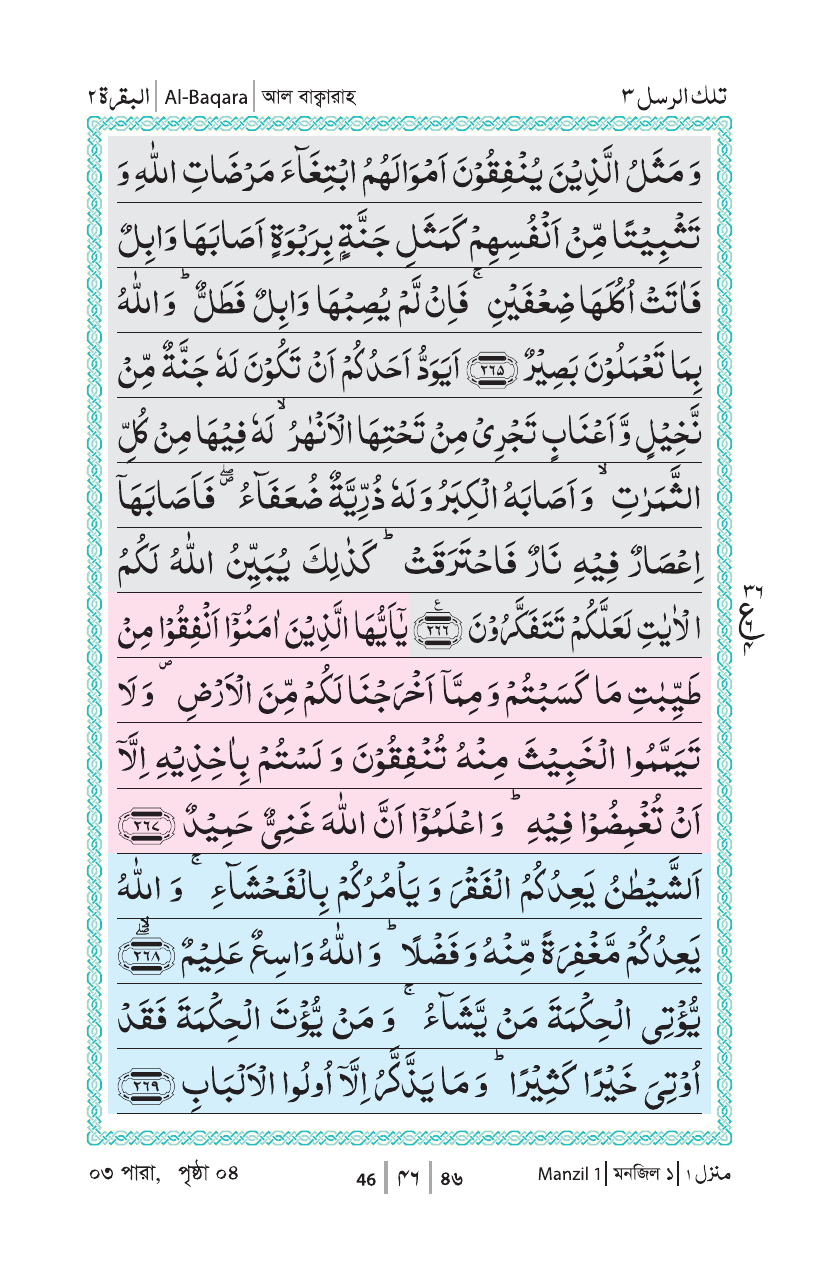 البقرة ٢ | Al-Baqara | আল বাক্বারাহ تلك الرسل ٣
وَ مَثَلُ الَّذِيْنَ يُنْفِقُوْنَ اَمْوَالَهُمُ ابْتِغَآءَ مَرْضَاتِ اللّٰهِ وَ
تَثْبِيْتًا مِّنْ اَنْفُسِهِمْ كَمَثَلِ جَنَّةٍۭ بِرَبْوَةٍ اَصَابَهَا وَابِلٌ
فَاٰتَتْ اُكُلَهَا ضِعْفَيْنِ ۚ فَاِنْ لَّمْ يُصِبْهَا وَابِلٌ فَطَلٌّ ؕ وَ اللّٰهُ
بِمَا تَعْمَلُوْنَ بَصِيْرٌ ﴿٢٦٥﴾ اَيَوَدُّ اَحَدُكُمْ اَنْ تَكُوْنَ لَهٗ جَنَّةٌ مِّنْ
نَّخِيْلٍ وَّ اَعْنَابٍ تَجْرِيْ مِنْ تَحْتِهَا الْاَنْهٰرُ ۙ لَهٗ فِيْهَا مِنْ كُلِّ
الثَّمَرٰتِ ۙ وَ اَصَابَهُ الْكِبَرُ وَ لَهٗ ذُرِّيَّةٌ ضُعَفَآءُ ۪ۖ فَاَصَابَهَاۤ
اِعْصَارٌ فِيْهِ نَارٌ فَاحْتَرَقَتْ ؕ كَذٰلِكَ يُبَيِّنُ اللّٰهُ لَكُمُ
الْاٰيٰتِ لَعَلَّكُمْ تَتَفَكَّرُوْنَ ﴿٢٦٦﴾ ع يٰۤاَيُّهَا الَّذِيْنَ اٰمَنُوْۤا اَنْفِقُوْا مِنْ
٣٦ ع ٦ ٤
طَيِّبٰتِ مَا كَسَبْتُمْ وَ مِمَّاۤ اَخْرَجْنَا لَكُمْ مِّنَ الْاَرْضِ ۪ وَ لَا
تَيَمَّمُوا الْخَبِيْثَ مِنْهُ تُنْفِقُوْنَ وَ لَسْتُمْ بِاٰخِذِيْهِ اِلَّاۤ
اَنْ تُغْمِضُوْا فِيْهِ ؕ وَ اعْلَمُوْۤا اَنَّ اللّٰهَ غَنِيٌّ حَمِيْدٌ ﴿٢٦٧﴾
اَلشَّيْطٰنُ يَعِدُكُمُ الْفَقْرَ وَ يَاْمُرُكُمْ بِالْفَحْشَآءِ ۚ وَ اللّٰهُ
يَعِدُكُمْ مَّغْفِرَةً مِّنْهُ وَ فَضْلًا ؕ وَ اللّٰهُ وَاسِعٌ عَلِيْمٌ ﴿٢٦٨﴾ ۖۙ
يُّؤْتِي الْحِكْمَةَ مَنْ يَّشَآءُ ۚ وَ مَنْ يُّؤْتَ الْحِكْمَةَ فَقَدْ
اُوْتِيَ خَيْرًا كَثِيْرًا ؕ وَ مَا يَذَّكَّرُ اِلَّاۤ اُولُوا الْاَلْبَابِ ﴿٢٦٩﴾
০৩ পারা, পৃষ্ঠা ০৪ 46 | ۴۶ | ৪৬ Manzil 1 | মনজিল ১ | منزل ١